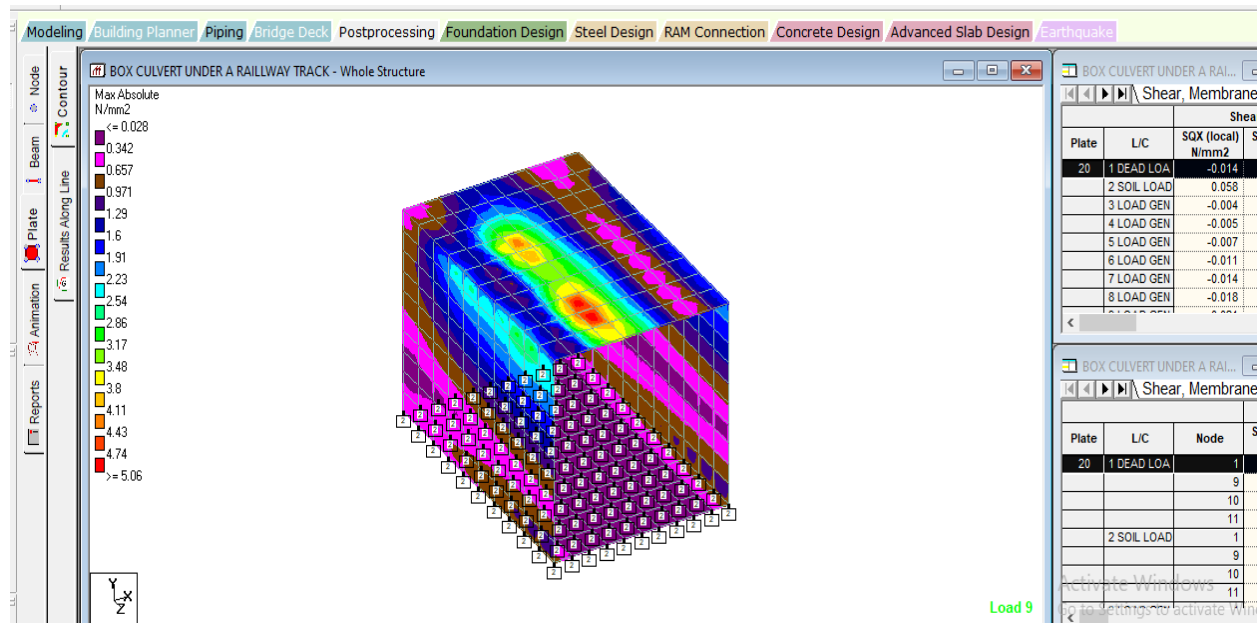 Modeling Building Planner Piping Bridge Deck Postprocessing Foundation Design Steel Design RAM Connection Concrete Design Advanced Slab Design Earthquake
Node
Beam
Plate
Animation
Reports
Contour
Results Along Line
BOX CULVERT UNDER A RAILLWAY TRACK - Whole Structure
Max Absolute
N/mm2
<= 0.028
0.342
0.657
0.971
1.29
1.6
1.91
2.23
2.54
2.86
3.17
3.48
3.8
4.11
4.43
4.74
>= 5.06
Y
X
Z
Load 9
BOX CULVERT UNDER A RAI...
Shear, Membrane
Shea
Plate L/C SQX (local) N/mm2
20 1 DEAD LOA -0.014
2 SOIL LOAD 0.058
3 LOAD GEN -0.004
4 LOAD GEN -0.005
5 LOAD GEN -0.007
6 LOAD GEN -0.011
7 LOAD GEN -0.014
8 LOAD GEN -0.018
BOX CULVERT UNDER A RAI...
Shear, Membrane
Plate L/C Node
20 1 DEAD LOA 1
9
10
11
2 SOIL LOAD 1
9
10
11
Activate Windows
Go to Settings to activate Win